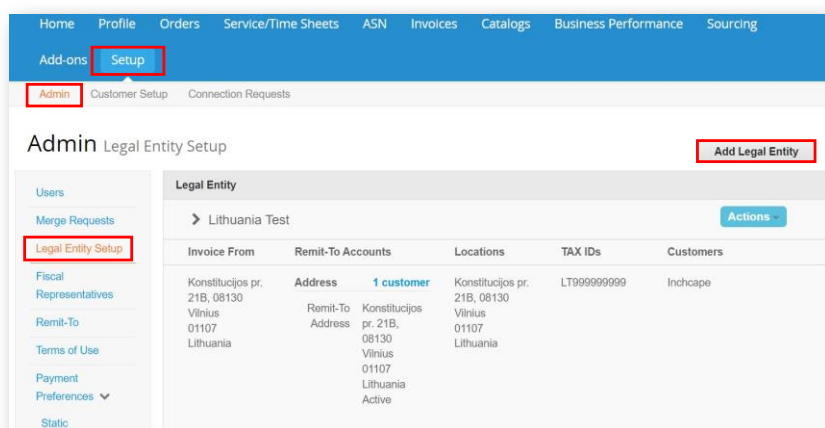 Home Profile Orders Service/Time Sheets ASN Invoices Catalogs Business Performance Sourcing
Add-ons Setup
Admin Customer Setup Connection Requests
Admin Legal Entity Setup
Add Legal Entity
Users
Merge Requests
Legal Entity Setup
Fiscal
Representatives
Remit-To
Terms of Use
Payment
Preferences
Static
Legal Entity
Lithuania Test
Actions
Invoice From Remit-To Accounts Locations TAX IDs Customers
Konstitucijos pr.
21B, 08130
Vilnius
01107
Lithuania
Address 1 customer
Remit-To
Address
Konstitucijos
pr. 21B,
08130
Vilnius
01107
Lithuania
Active
Konstitucijos pr.
21B, 08130
Vilnius
01107
Lithuania
LT999999999
Inchcape